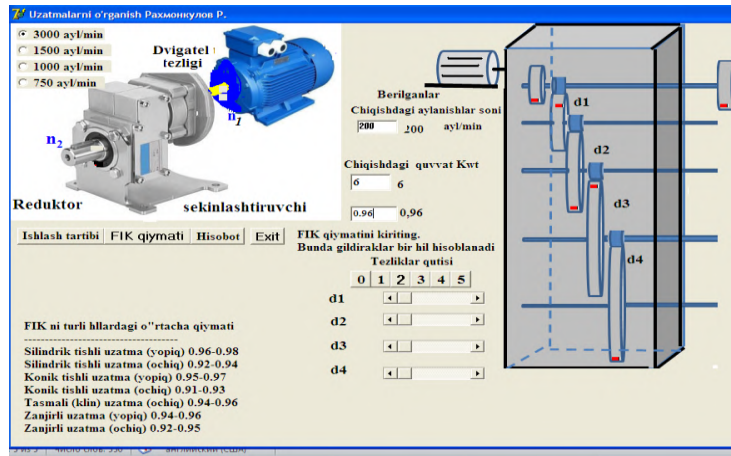 Uzatmalarni o'rganish Рахмонкулов Р.
3000 ayl/min
1500 ayl/min
1000 ayl/min
750 ayl/min
Dvigatel
tezligi
n1
n2
Reduktor
sekinlashtiruvchi
Berilganlar
Chiqishdagi aylanishlar soni
200 200 ayl/min
Chiqishdagi quvvat Kwt
6 6
0.96 0,96
d1
d2
d3
d4
Ishlash tartibi FIK qiymati Hisobot Exit
FIK qiymatini kiriting.
Bunda gildiraklar bir hil hisoblanadi
Tezliklar qutisi
0 1 2 3 4 5
d1
d2
d3
d4
FIK ni turli hllardagi o"rtacha qiymati
------------------------------------
Silindrik tishli uzatma (yopiq) 0.96-0.98
Silindrik tishli uzatma (ochiq) 0.92-0.94
Konik tishli uzatma (yopiq) 0.95-0.97
Konik tishli uzatma (ochiq) 0.91-0.93
Tasmali (klin) uzatma (ochiq) 0.94-0.96
Zanjirli uzatma (yopiq) 0.94-0.96
Zanjirli uzatma (ochiq) 0.92-0.95